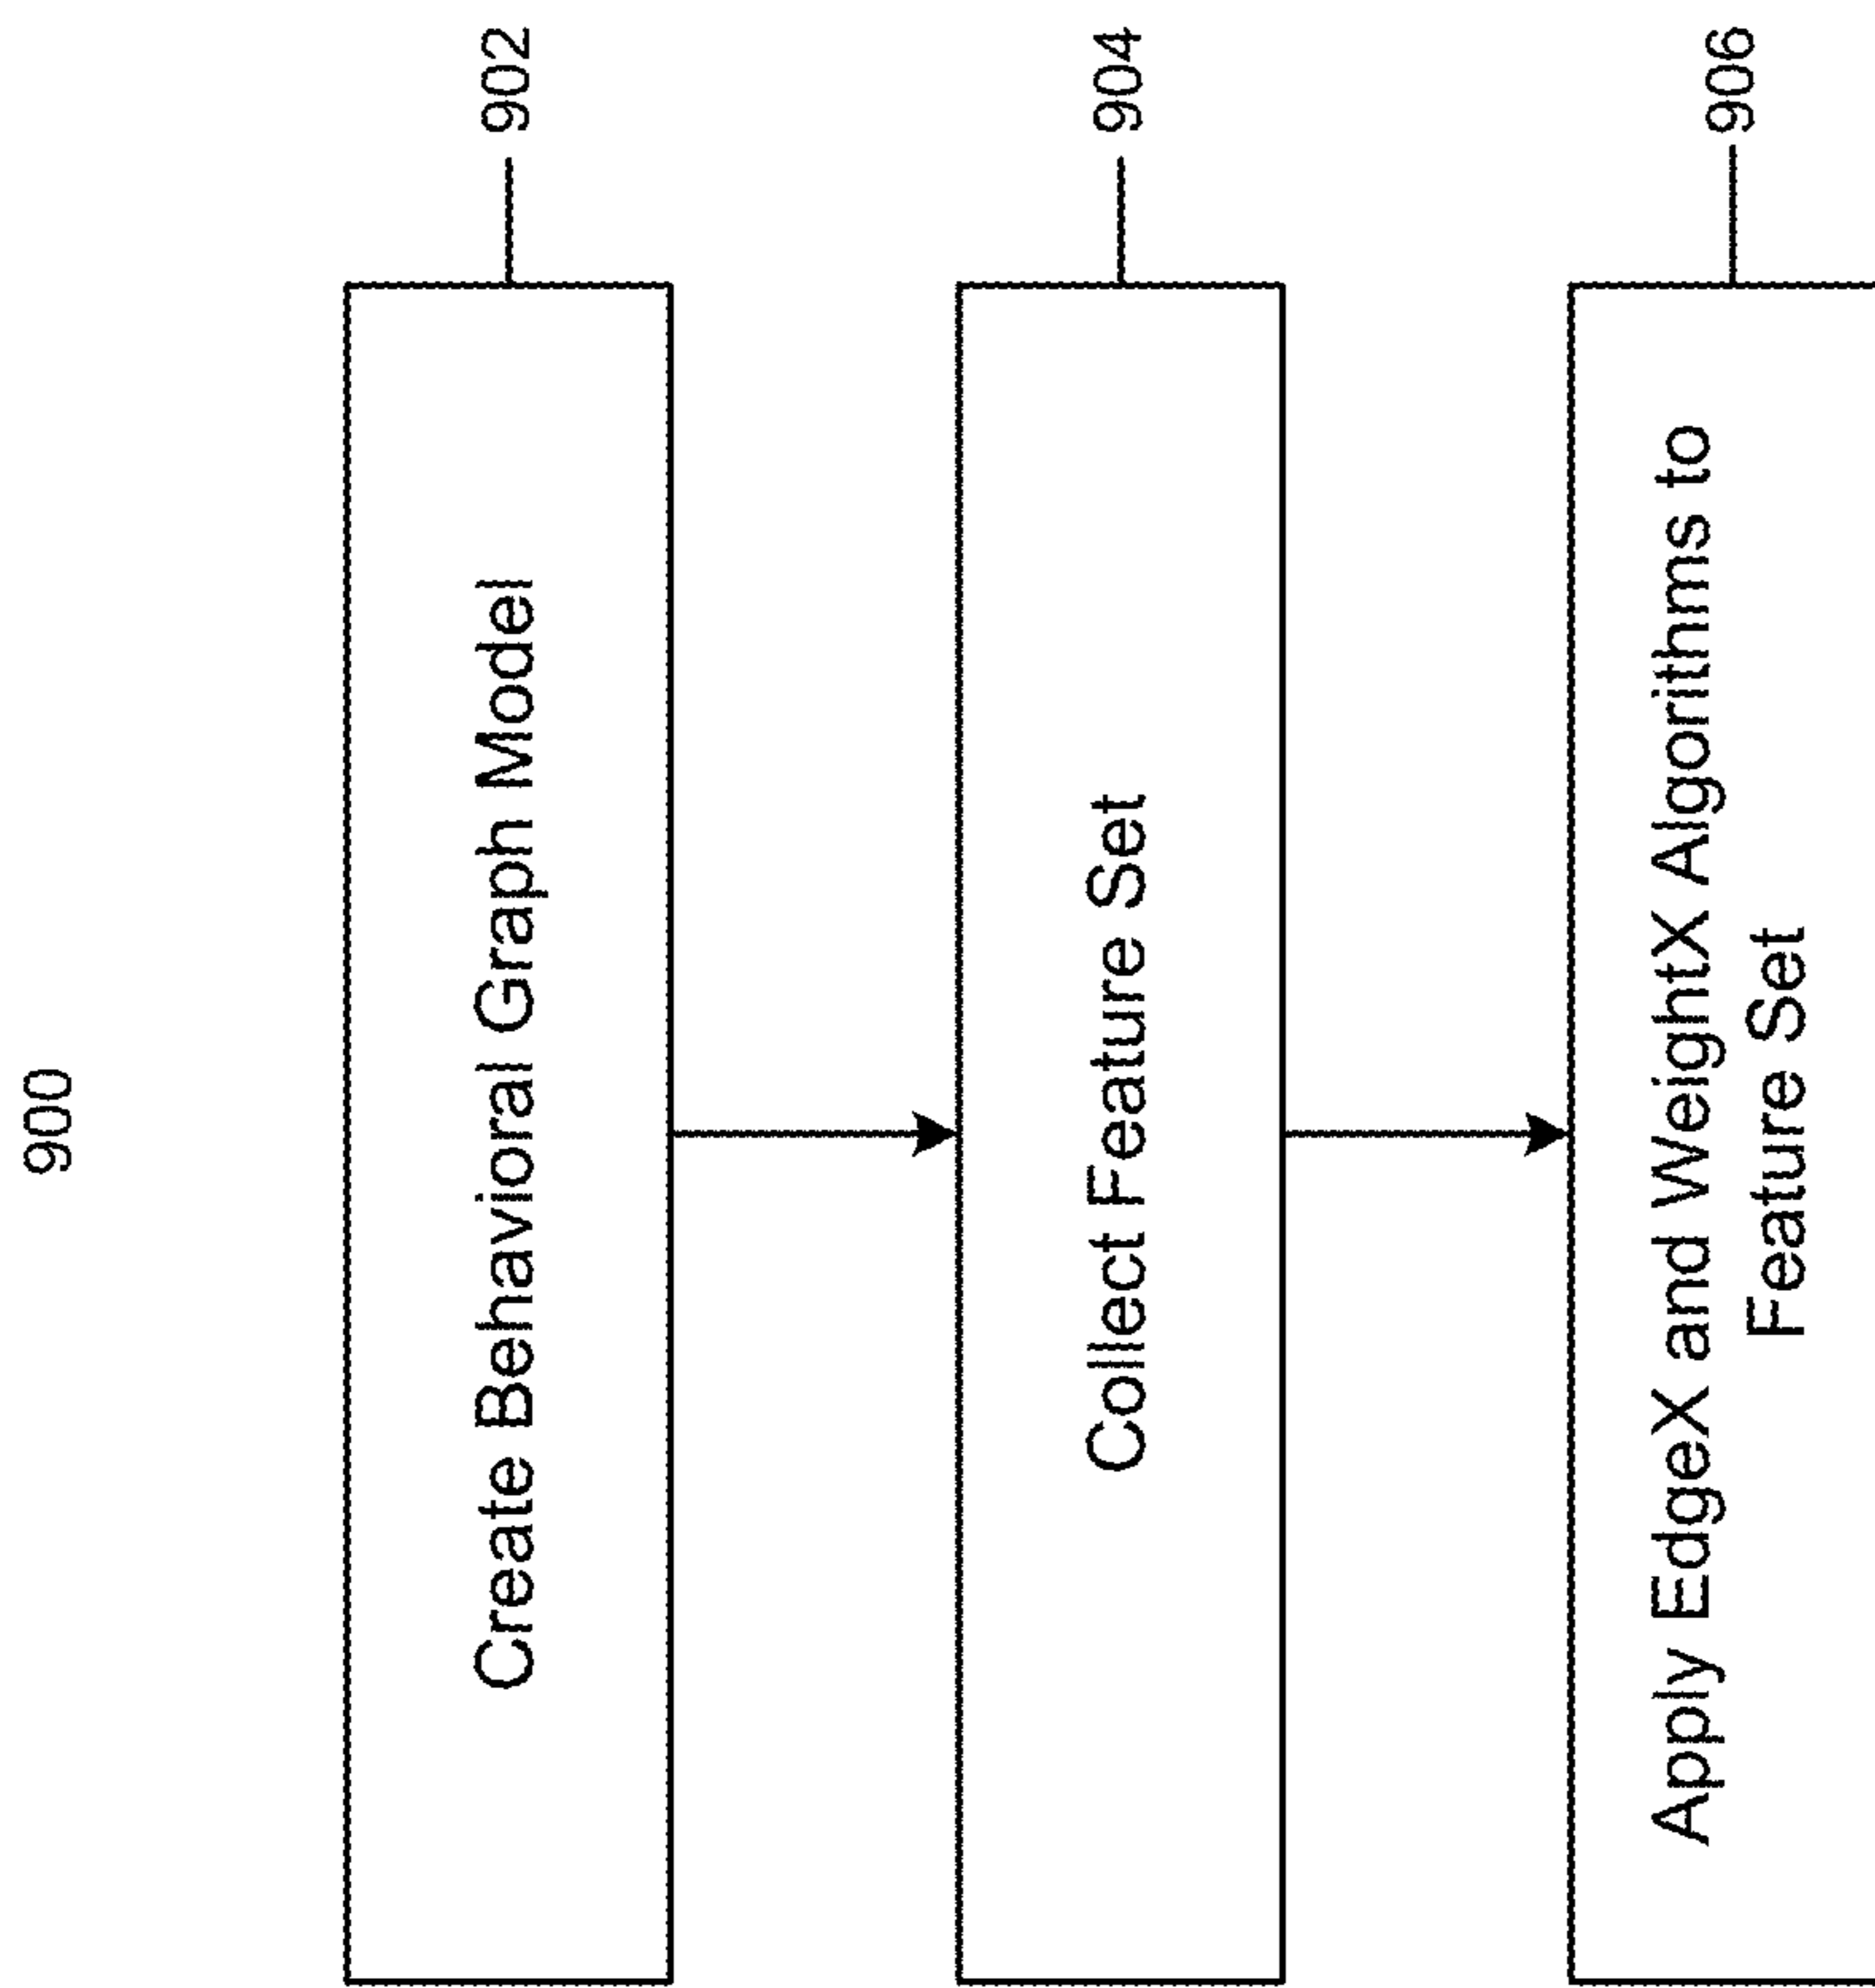 900
Create Behavioral Graph Model
902
Collect Feature Set
904
Apply EdgeX and WeightX Algorithms to
Feature Set
906